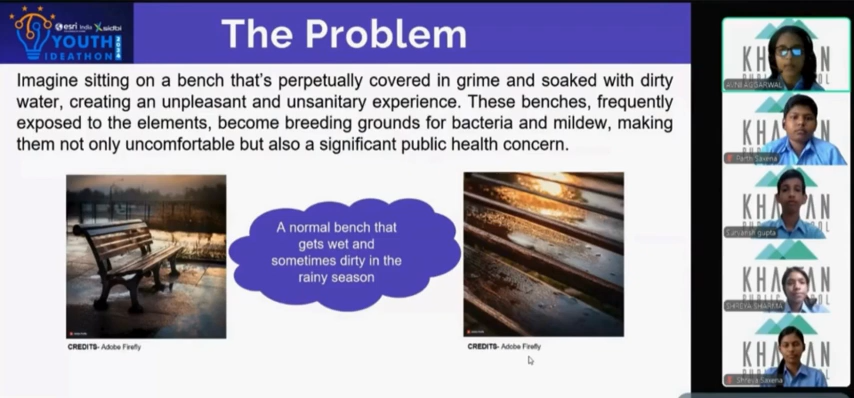 esri India sidbi
YOUTH
IDEATHON
The Problem
Imagine sitting on a bench that's perpetually covered in grime and soaked with dirty
water, creating an unpleasant and unsanitary experience. These benches, frequently
exposed to the elements, become breeding grounds for bacteria and mildew, making
them not only uncomfortable but also a significant public health concern.
A normal bench that
gets wet and
sometimes dirty in the
rainy season
CREDITS- Adobe Firefly
CREDITS- Adobe Firefly
Parth Saxena
SHREYA SHARMA
Shreya Saxena